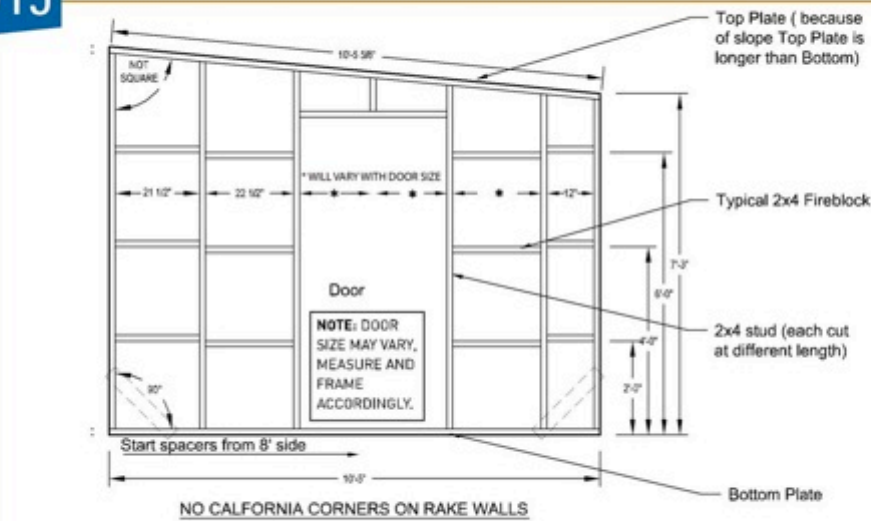 15
Top Plate ( because
of slope Top Plate is
longer than Bottom)
10'-5 5/8"
NOT
SQUARE
* WILL VARY WITH DOOR SIZE
21 1/2"
22 1/2"
*
*
*
12"
Typical 2x4 Fireblock
7'-3"
6'-0"
4'-0"
2'-0"
Door
NOTE: DOOR
SIZE MAY VARY,
MEASURE AND
FRAME
ACCORDINGLY.
2x4 stud (each cut
at different length)
90°
Start spacers from 8' side
10'-5"
Bottom Plate
NO CALFORNIA CORNERS ON RAKE WALLS